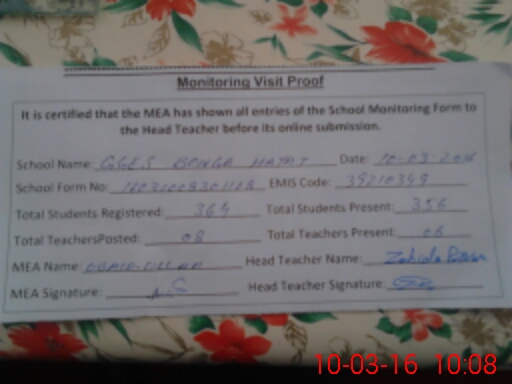 Monitoring Visit Proof
It is certified that the MEA has shown all entries of the School Monitoring Form to
the Head Teacher before its online submission.
School Name: GGES Date: 10-03-2016
School Form No: EMIS Code:
Total Students Registered: 364 Total Students Present: 356
Total TeachersPosted: 08 Total Teachers Present: 06
MEA Name: Head Teacher Name:
MEA Signature: Head Teacher Signature:
10-03-16 10:08